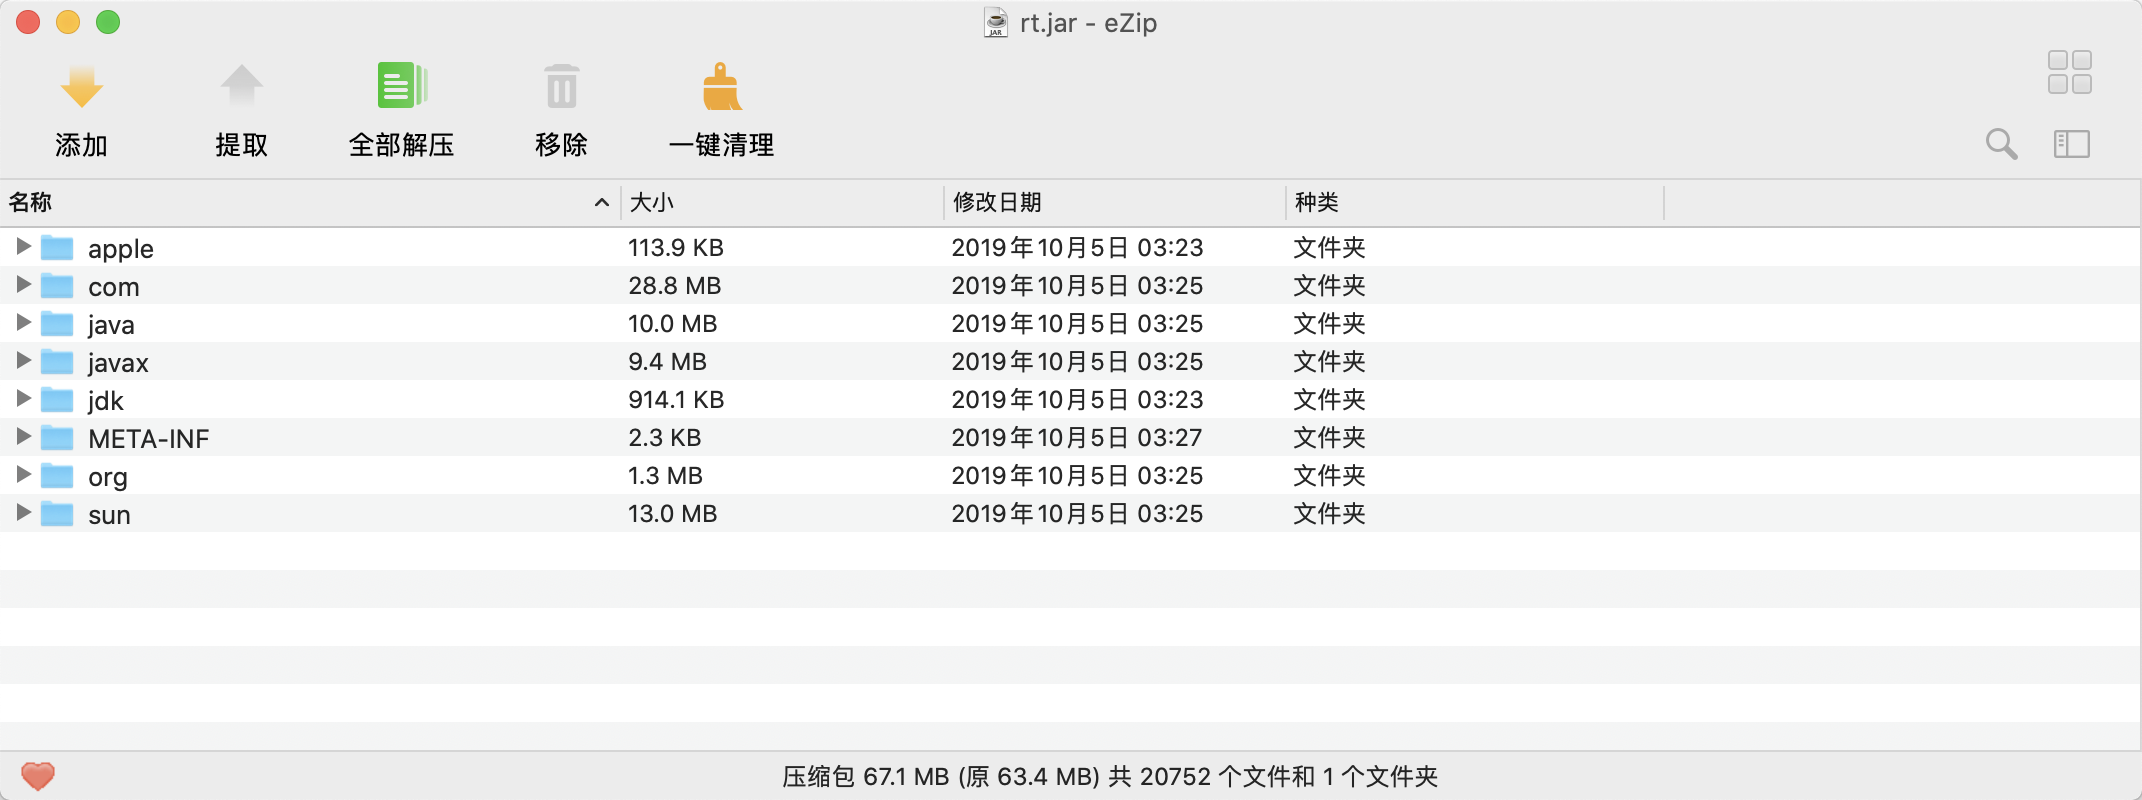 rt.jar - eZip
添加 提取 全部解压 移除 一键清理
名称 大小 修改日期 种类
apple 113.9 KB 2019年10月5日 03:23 文件夹
com 28.8 MB 2019年10月5日 03:25 文件夹
java 10.0 MB 2019年10月5日 03:25 文件夹
javax 9.4 MB 2019年10月5日 03:25 文件夹
jdk 914.1 KB 2019年10月5日 03:23 文件夹
META-INF 2.3 KB 2019年10月5日 03:27 文件夹
org 1.3 MB 2019年10月5日 03:25 文件夹
sun 13.0 MB 2019年10月5日 03:25 文件夹
压缩包 67.1 MB (原 63.4 MB) 共 20752 个文件和 1 个文件夹